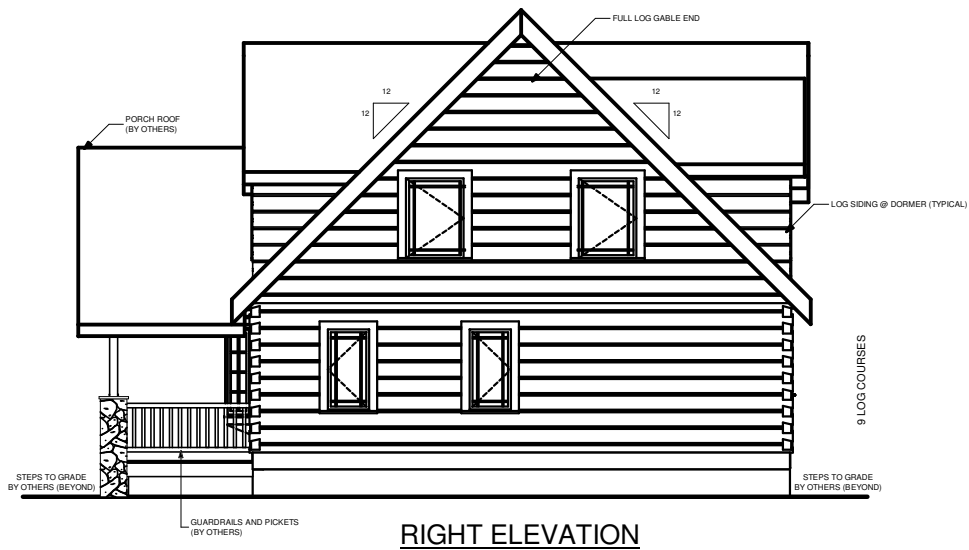 FULL LOG GABLE END
12
12
12
12
PORCH ROOF
(BY OTHERS)
LOG SIDING @ DORMER (TYPICAL)
9 LOG COURSES
STEPS TO GRADE
BY OTHERS (BEYOND)
STEPS TO GRADE
BY OTHERS (BEYOND)
GUARDRAILS AND PICKETS
(BY OTHERS)
RIGHT ELEVATION